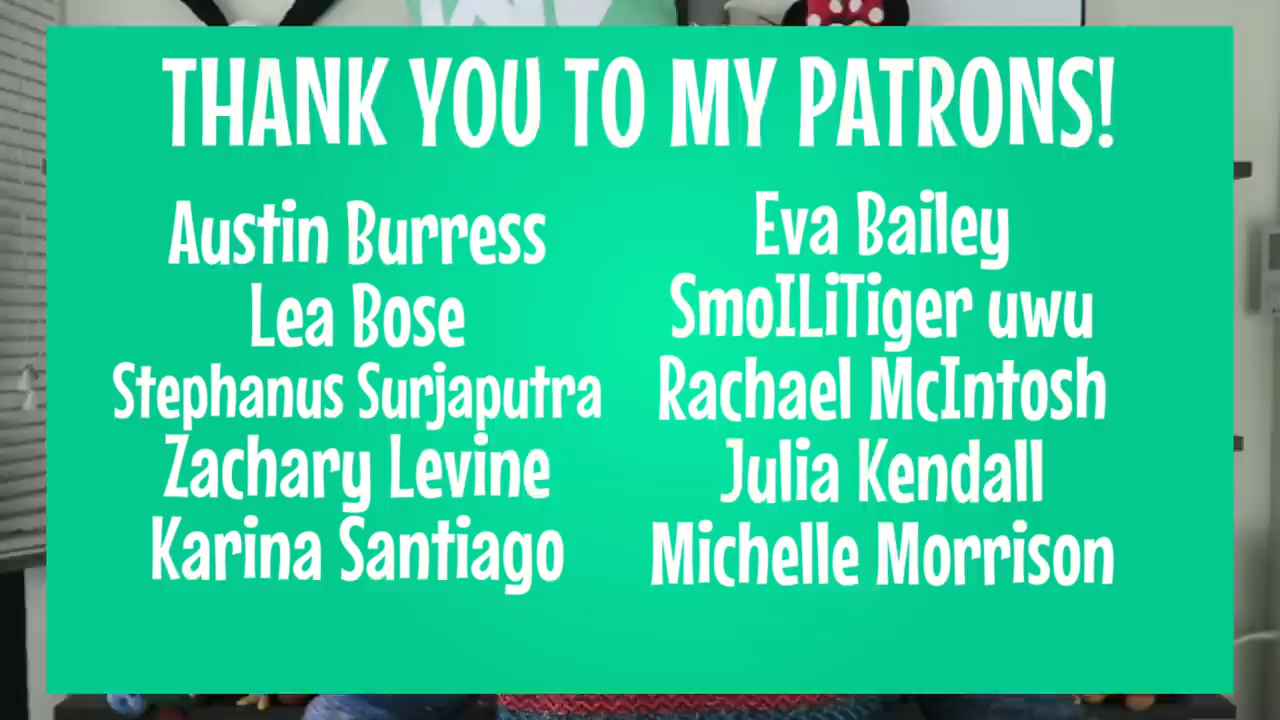 THANK YOU TO MY PATRONS!
Austin Burress
Lea Bose
Stephanus Surjaputra
Zachary Levine
Karina Santiago
Eva Bailey
SmoILiTiger uwu
Rachael McIntosh
Julia Kendall
Michelle Morrison